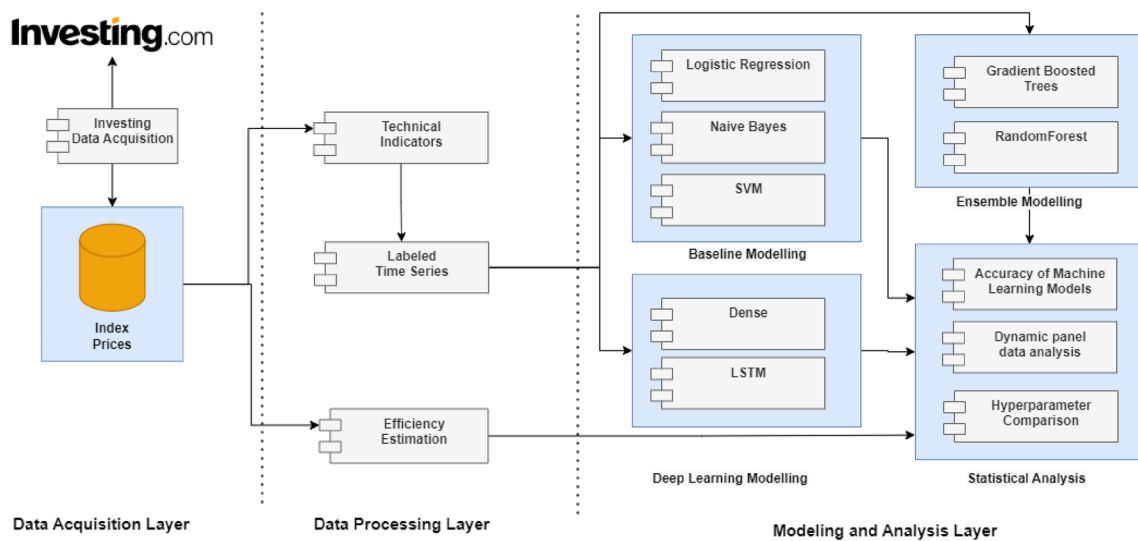 Investing.com
Investing
Data Acquisition
Index
Prices
Data Acquisition Layer
Technical
Indicators
Labeled
Time Series
Efficiency
Estimation
Data Processing Layer
Logistic Regression
Naive Bayes
SVM
Baseline Modelling
Dense
LSTM
Deep Learning Modelling
Gradient Boosted
Trees
RandomForest
Ensemble Modelling
Accuracy of Machine
Learning Models
Dynamic panel
data analysis
Hyperparameter
Comparison
Statistical Analysis
Modeling and Analysis Layer